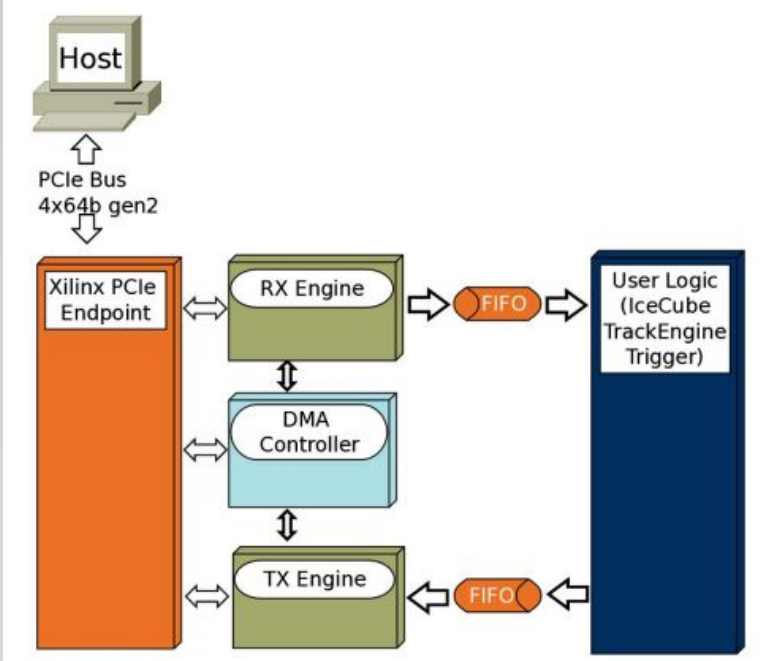 Host
PCIe Bus
4x64b gen2
Xilinx PCIe
Endpoint
RX Engine
FIFO
User Logic
(IceCube
TrackEngine
Trigger)
DMA
Controller
TX Engine
FIFO